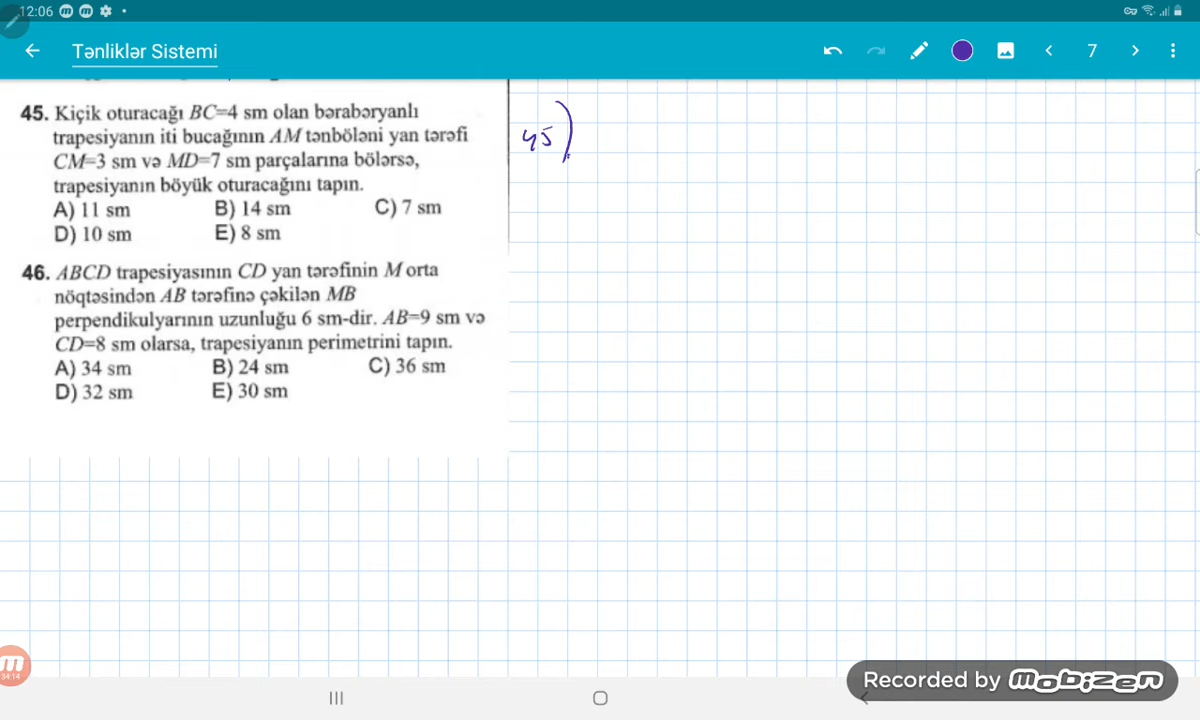 12:06
Tənliklər Sistemi
7
45. Kiçik oturacağı BC=4 sm olan bərabəryanlı
trapesiyanın iti bucağının AM tənböləni yan tərəfi
CM=3 sm və MD=7 sm parçalarına bölərsə,
trapesiyanın böyük oturacağını tapın.
A) 11 sm B) 14 sm C) 7 sm
D) 10 sm E) 8 sm
45)
46. ABCD trapesiyasının CD yan tərəfinin M orta
nöqtəsindən AB tərəfinə çəkilən MB
perpendikulyarının uzunluğu 6 sm-dir. AB=9 sm və
CD=8 sm olarsa, trapesiyanın perimetrini tapın.
A) 34 sm B) 24 sm C) 36 sm
D) 32 sm E) 30 sm
34:14
Recorded by mobizen